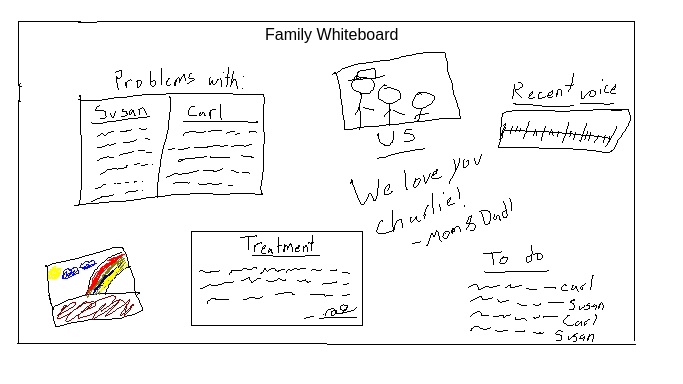 Family Whiteboard
Problems with:
Susan
Carl
US
Recent voice
We love you
Charlie!
-Mom & Dad!
Treatment
To do
Carl
Susan
Carl
Susan